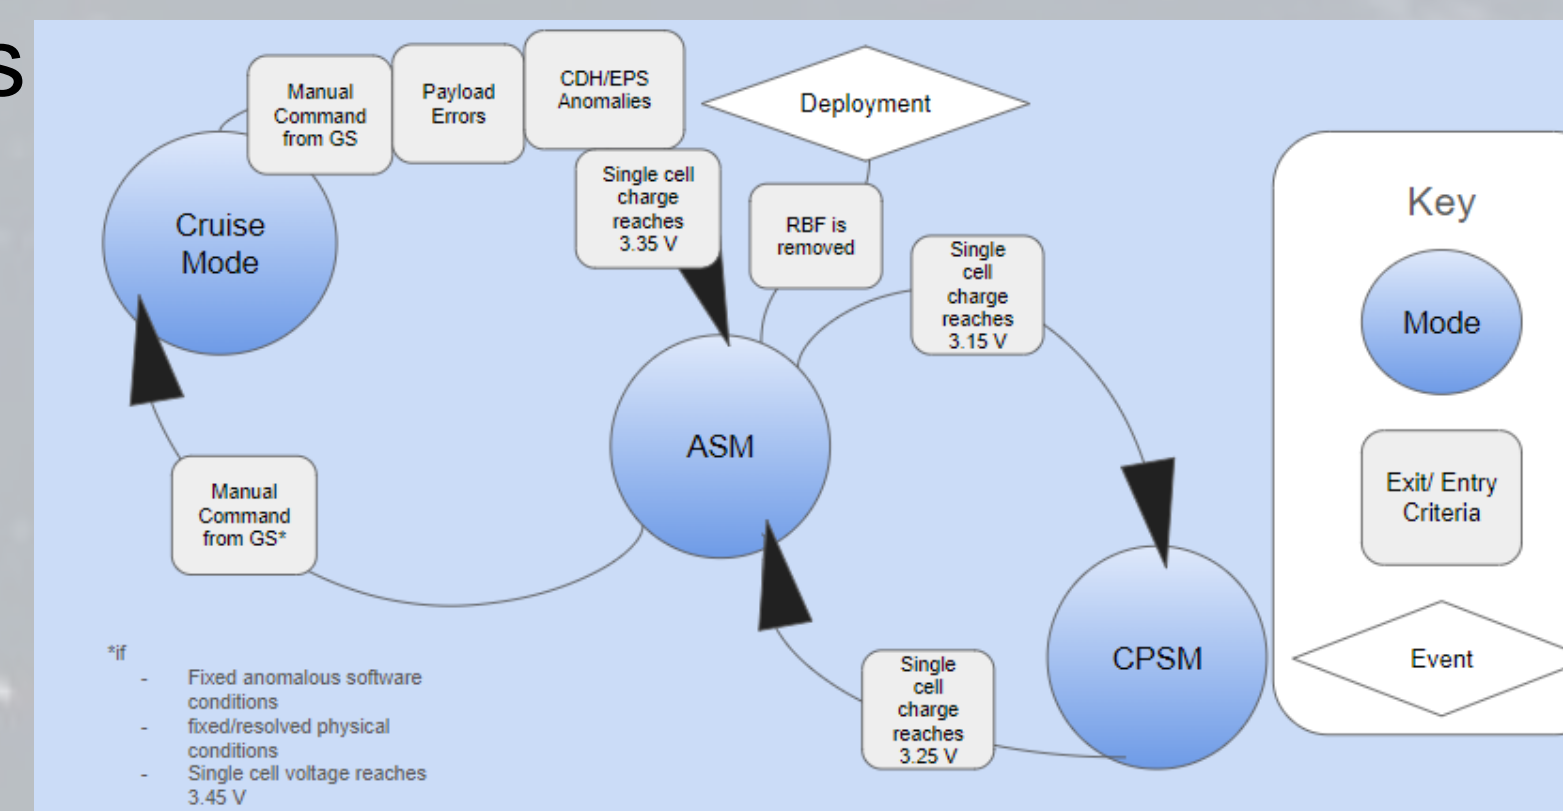 s
Manual
Command
from GS
Payload
Errors
CDH/EPS
Anomalies
Single cell
charge
reaches
3.35 V
Deployment
RBF is
removed
Single
cell
charge
reaches
3.15 V
Cruise
Mode
ASM
Manual
Command
from GS*
CPSM
Single
cell
charge
reaches
3.25 V
*if
- Fixed anomalous software
conditions
- fixed/resolved physical
conditions
- Single cell voltage reaches
3.45 V
Key
Mode
Exit/ Entry
Criteria
Event